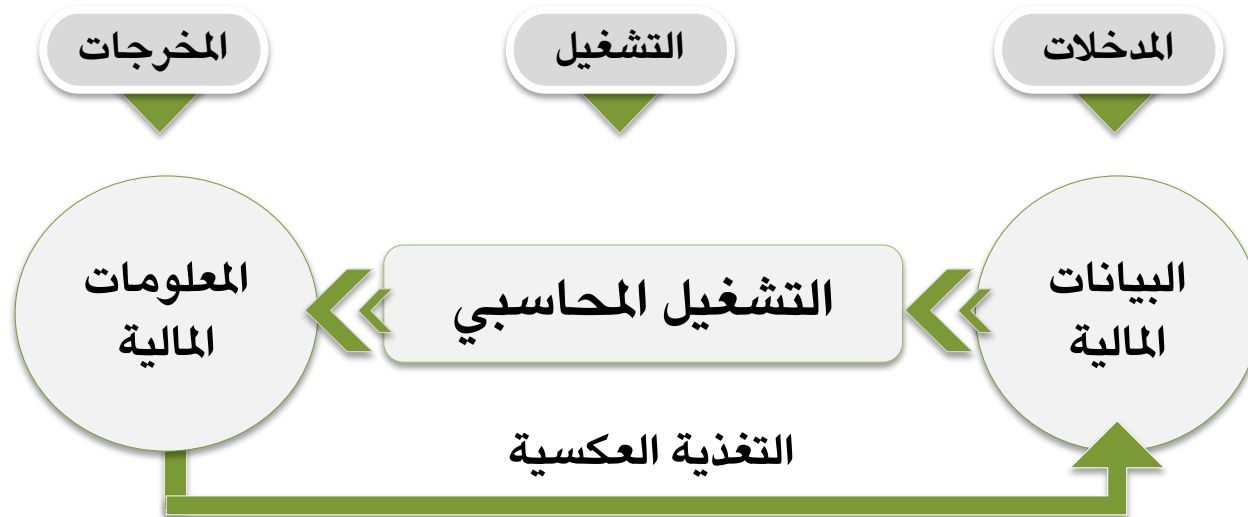 المدخلات
التشغيل
المخرجات
البيانات
المالية
التشغيل المحاسبي
المعلومات
المالية
التغذية العكسية